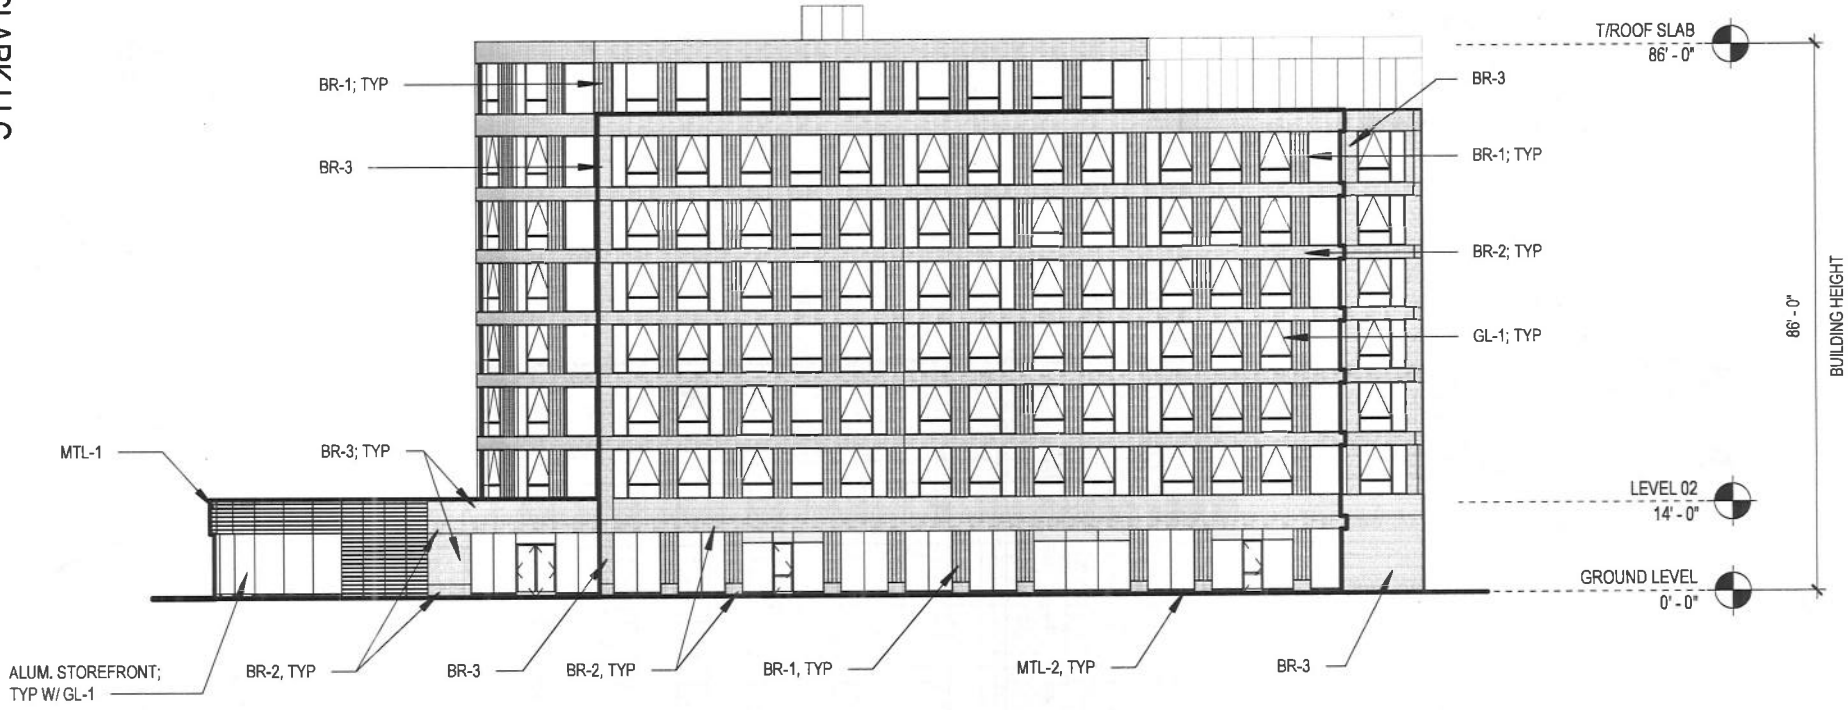 CLARK LLC
T/ROOF SLAB
86' - 0"
BR-1; TYP
BR-3
BR-3
BR-1; TYP
BR-2; TYP
86' - 0"
BUILDING HEIGHT
GL-1; TYP
MTL-1
BR-3; TYP
LEVEL 02
14' - 0"
GROUND LEVEL
0' - 0"
ALUM. STOREFRONT;
TYP W/ GL-1
BR-2, TYP
BR-3
BR-2, TYP
BR-1, TYP
MTL-2, TYP
BR-3